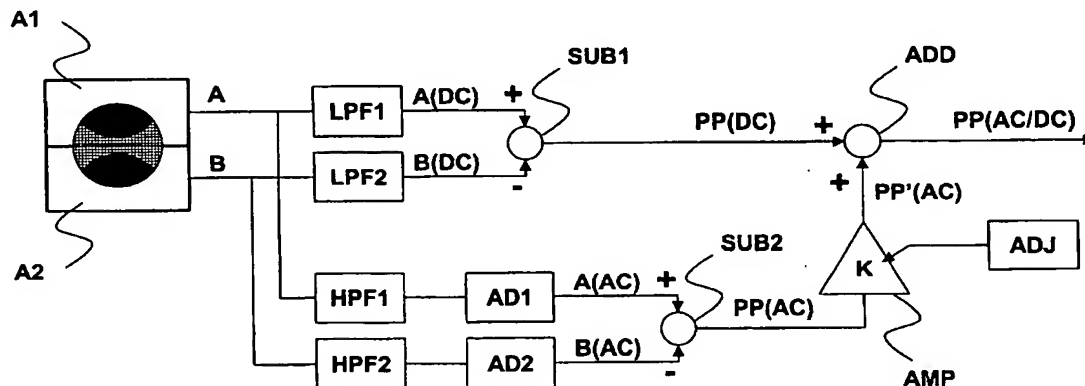 A1
SUB1
ADD
A
LPF1
A(DC)
+
PP(DC)
+
PP(AC/DC)
B
LPF2
B(DC)
-
+
PP'(AC)
A2
SUB2
ADJ
K
HPF1
AD1
A(AC)
+
PP(AC)
HPF2
AD2
B(AC)
-
AMP